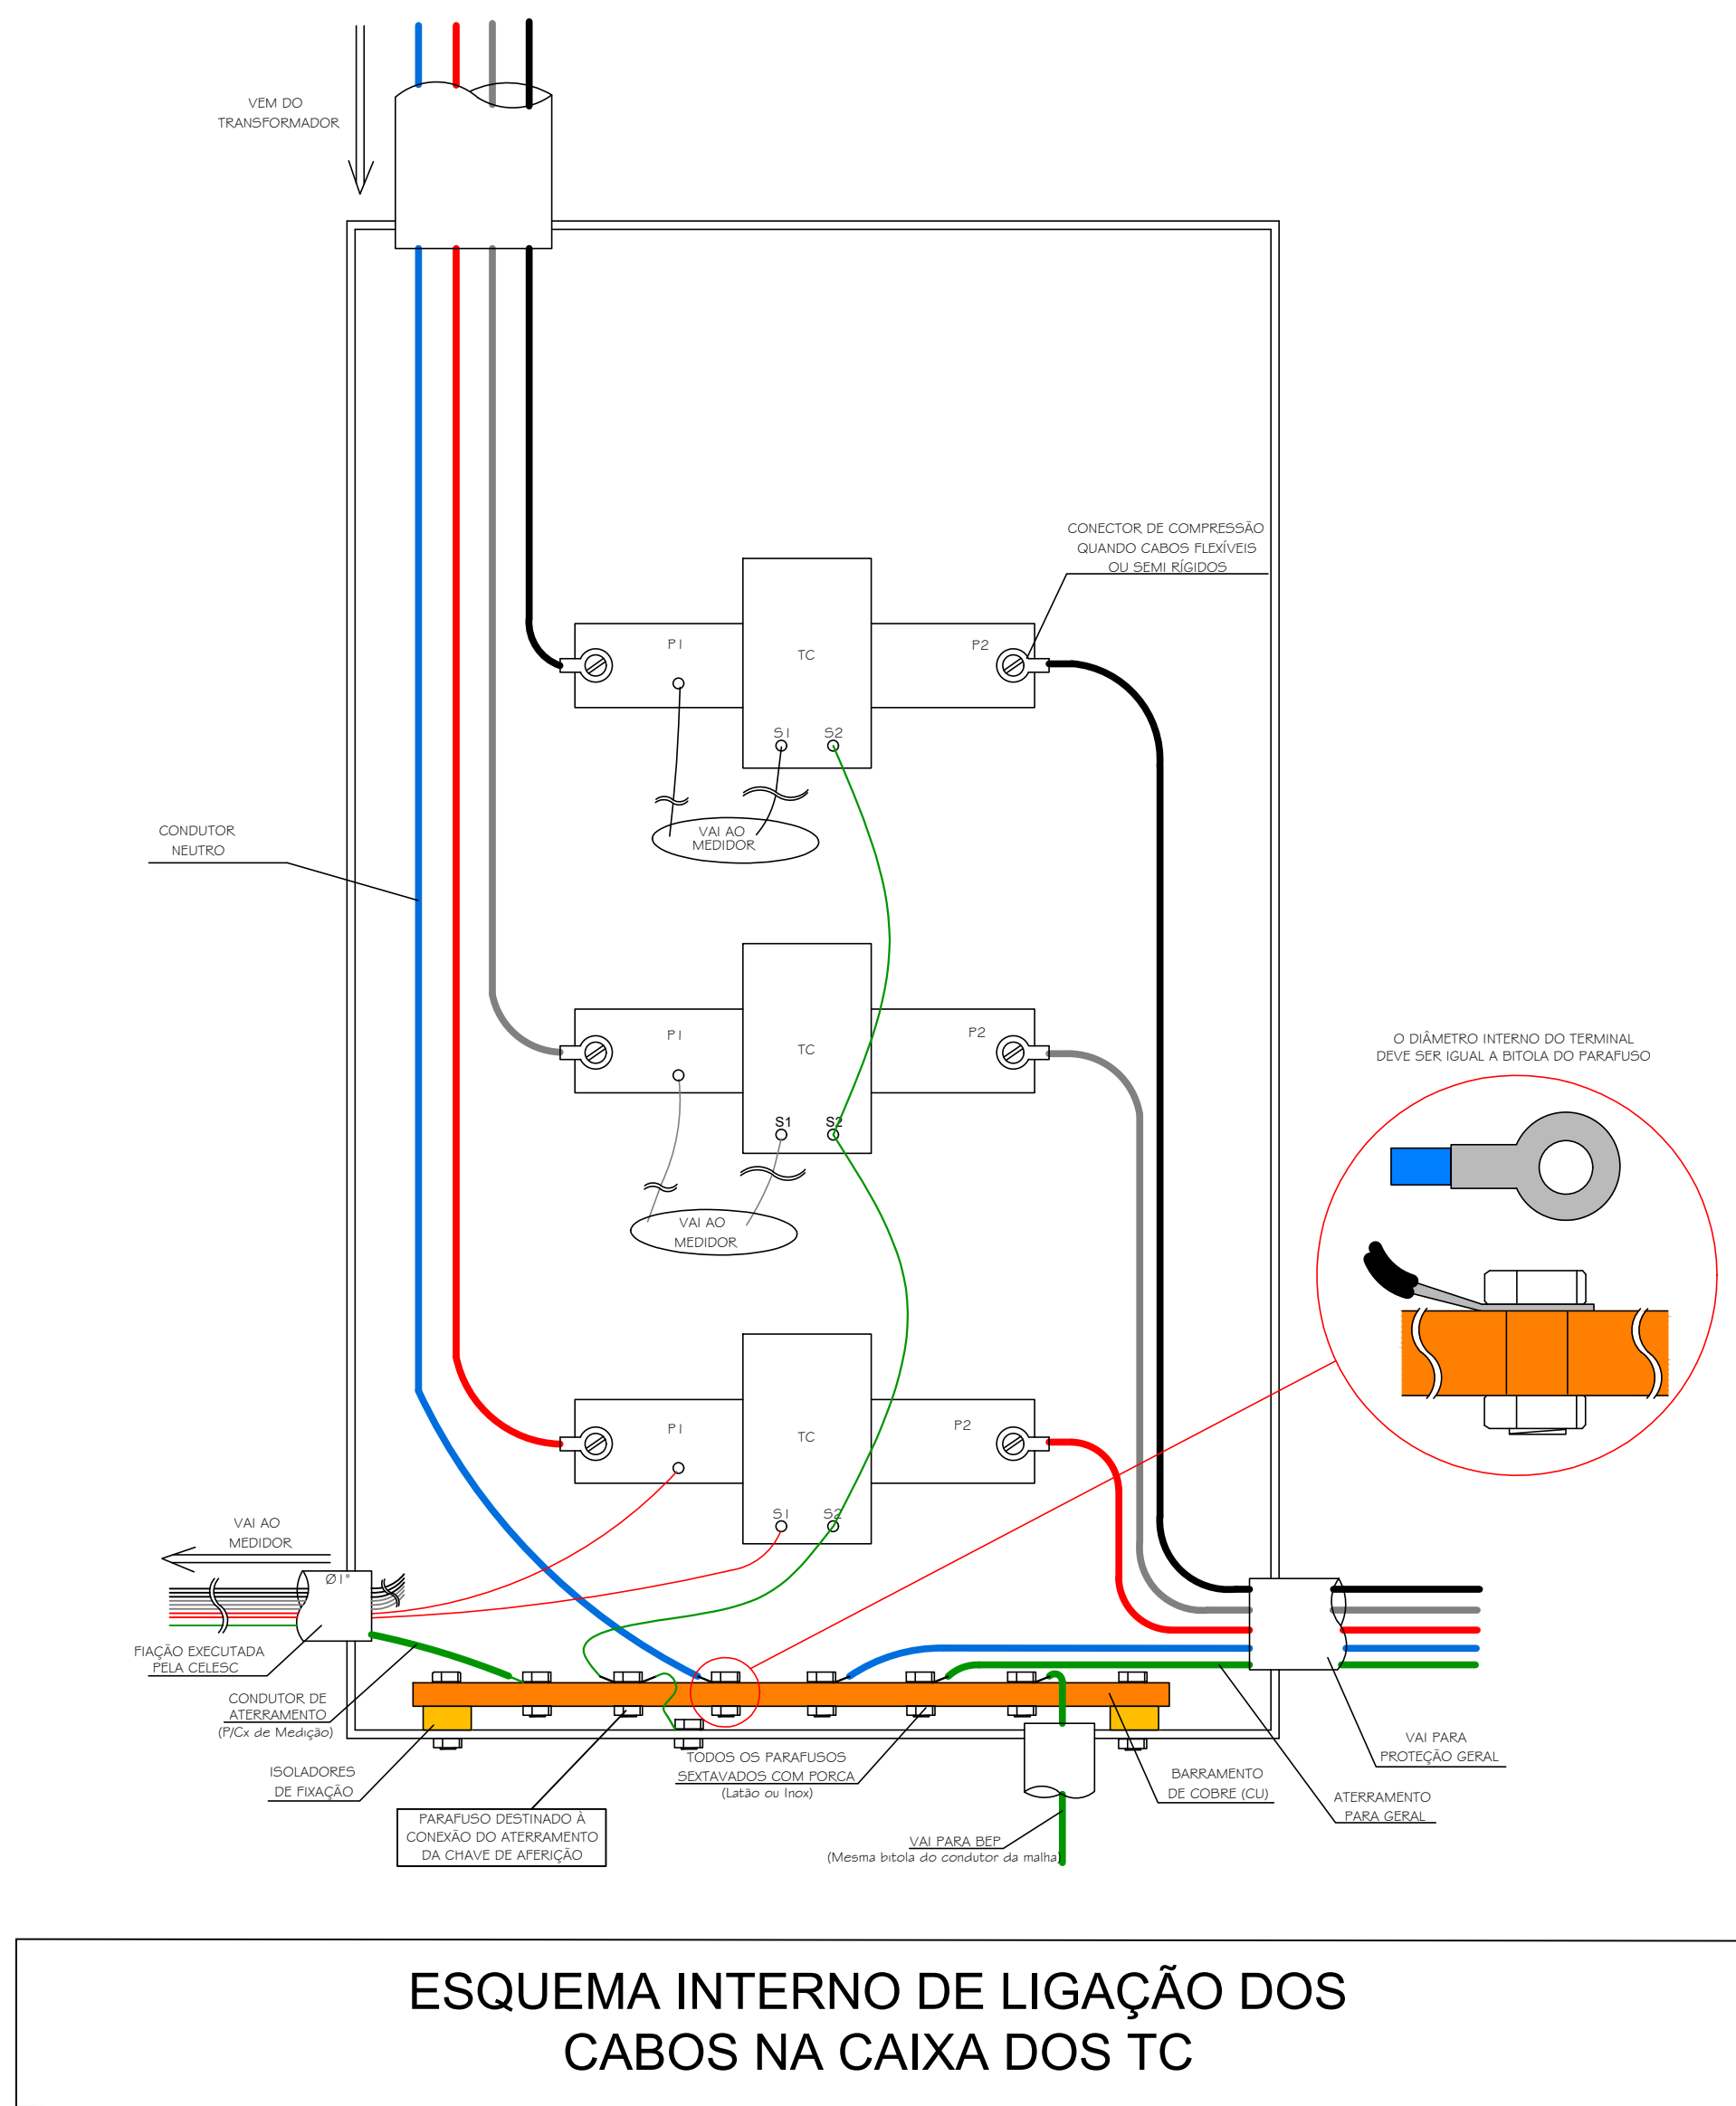 VEM DO
TRANSFORMADOR
CONECTOR DE COMPRESSÃO
QUANDO CABOS FLEXÍVEIS
OU SEMI RÍGIDOS
P1
TC
P2
S1
S2
VAI AO
MEDIDOR
CONDUTOR
NEUTRO
P1
TC
P2
S1
S2
VAI AO
MEDIDOR
O DIÂMETRO INTERNO DO TERMINAL
DEVE SER IGUAL A BITOLA DO PARAFUSO
P1
TC
P2
S1
S2
VAI AO
MEDIDOR
Ø1"
FIAÇÃO EXECUTADA
PELA CELESC
CONDUTOR DE
ATERRAMENTO
(P/Cx de Medição)
ISOLADORES
DE FIXAÇÃO
PARAFUSO DESTINADO À
CONEXÃO DO ATERRAMENTO
DA CHAVE DE AFERIÇÃO
TODOS OS PARAFUSOS
SEXTAVADOS COM PORCA
(Latão ou Inox)
VAI PARA BEP
(Mesma bitola do condutor da malha)
BARRAMENTO
DE COBRE (CU)
ATERRAMENTO
PARA GERAL
VAI PARA
PROTEÇÃO GERAL
ESQUEMA INTERNO DE LIGAÇÃO DOS
CABOS NA CAIXA DOS TC